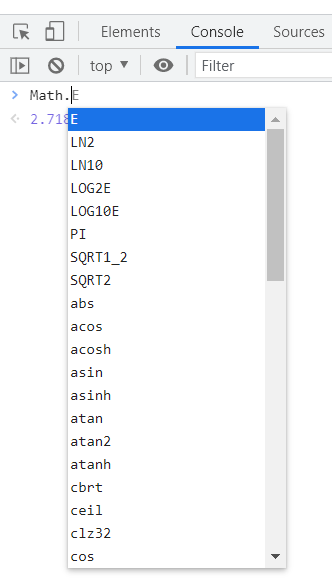 Elements Console Sources
top Filter
Math.E
2.718
E
LN2
LN10
LOG2E
LOG10E
PI
SQRT1_2
SQRT2
abs
acos
acosh
asin
asinh
atan
atan2
atanh
cbrt
ceil
clz32
cos